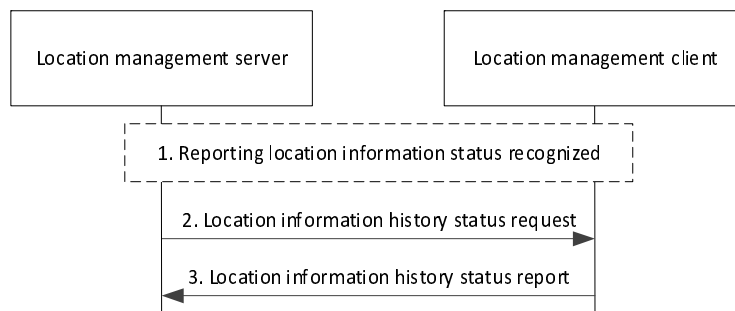 Location management server
Location management client
1. Reporting location information status recognized
2. Location information history status request
3. Location information history status report